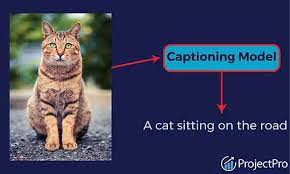 Captioning Model
A cat sitting on the road
ProjectPro